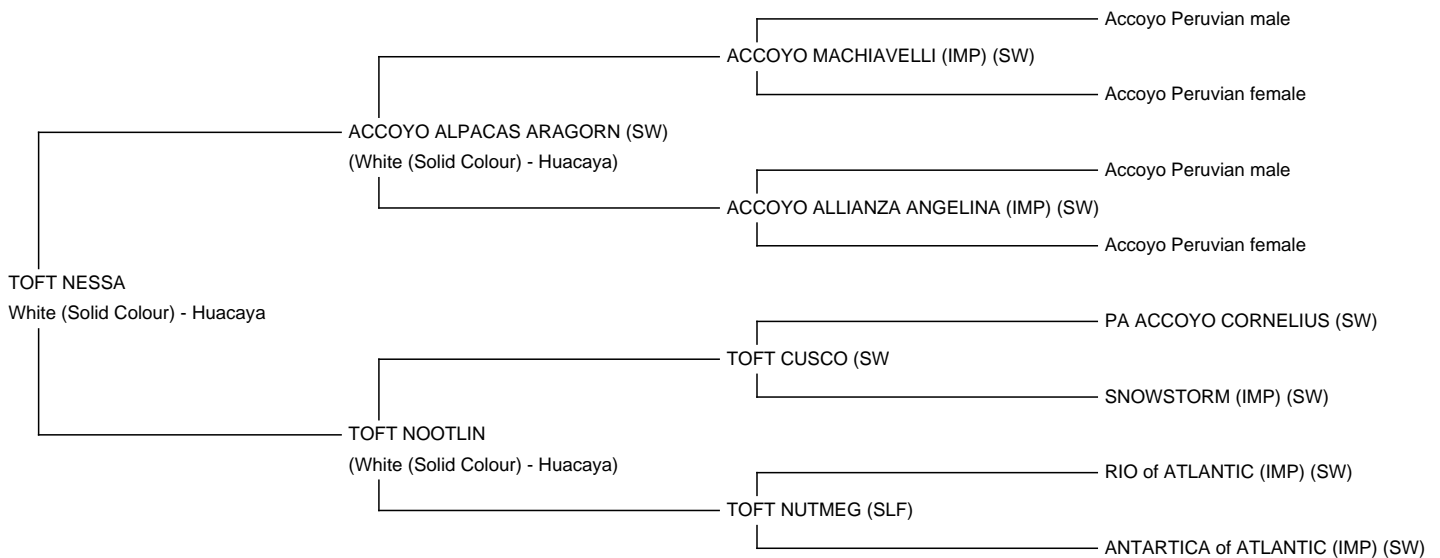 Accoyo Peruvian male
ACCOYO MACHIAVELLI (IMP) (SW)
Accoyo Peruvian female
ACCOYO ALPACAS ARAGORN (SW)
(White (Solid Colour) - Huacaya)
Accoyo Peruvian male
ACCOYO ALLIANZA ANGELINA (IMP) (SW)
Accoyo Peruvian female
TOFT NESSA
White (Solid Colour) - Huacaya
PA ACCOYO CORNELIUS (SW)
TOFT CUSCO (SW
SNOWSTORM (IMP) (SW)
TOFT NOOTLIN
(White (Solid Colour) - Huacaya)
RIO of ATLANTIC (IMP) (SW)
TOFT NUTMEG (SLF)
ANTARTICA of ATLANTIC (IMP) (SW)